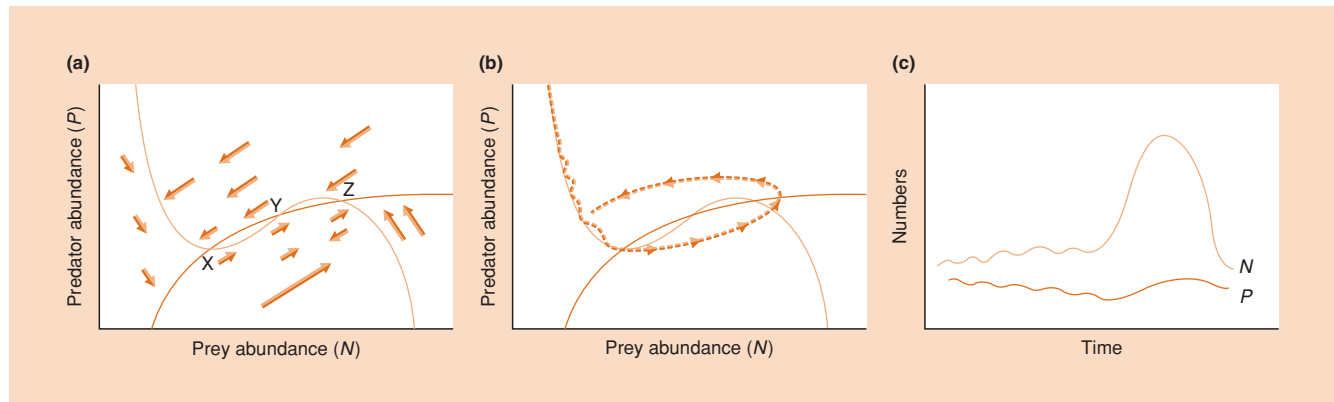 (a)
Predator abundance (P)
X
Y
Z
Prey abundance (N)
(b)
Predator abundance (P)
Prey abundance (N)
(c)
Numbers
N
P
Time